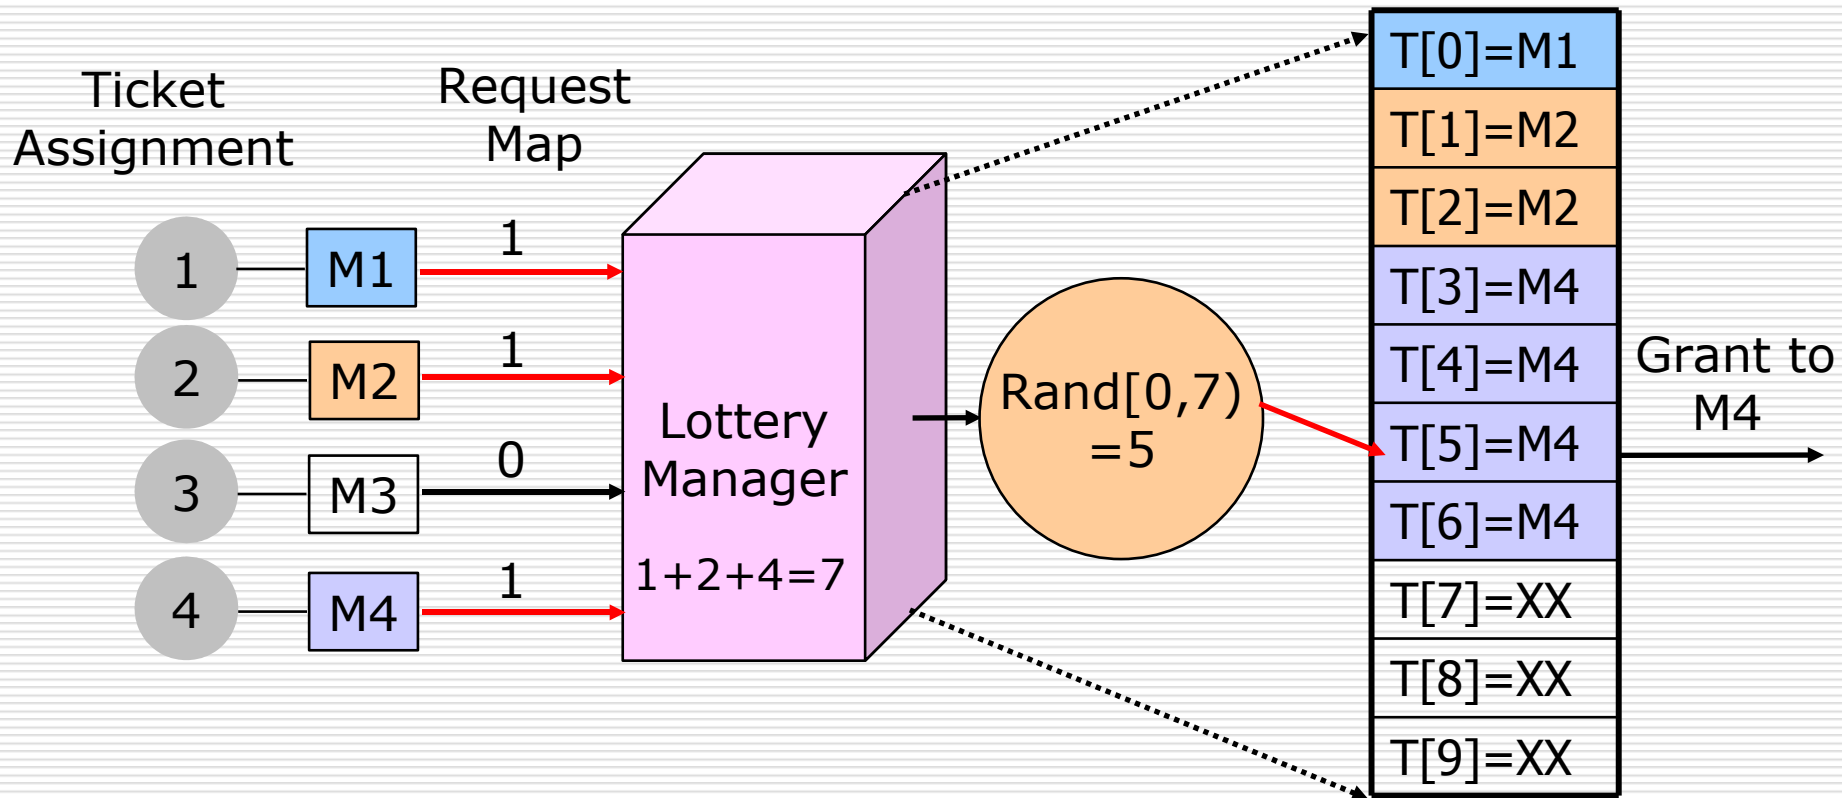 Ticket
Assignment
Request
Map
1
M1
1
2
M2
1
3
M3
0
4
M4
1
Lottery
Manager
1+2+4=7
Rand[0,7)
=5
T[0]=M1
T[1]=M2
T[2]=M2
T[3]=M4
T[4]=M4
T[5]=M4
T[6]=M4
T[7]=XX
T[8]=XX
T[9]=XX
Grant to
M4